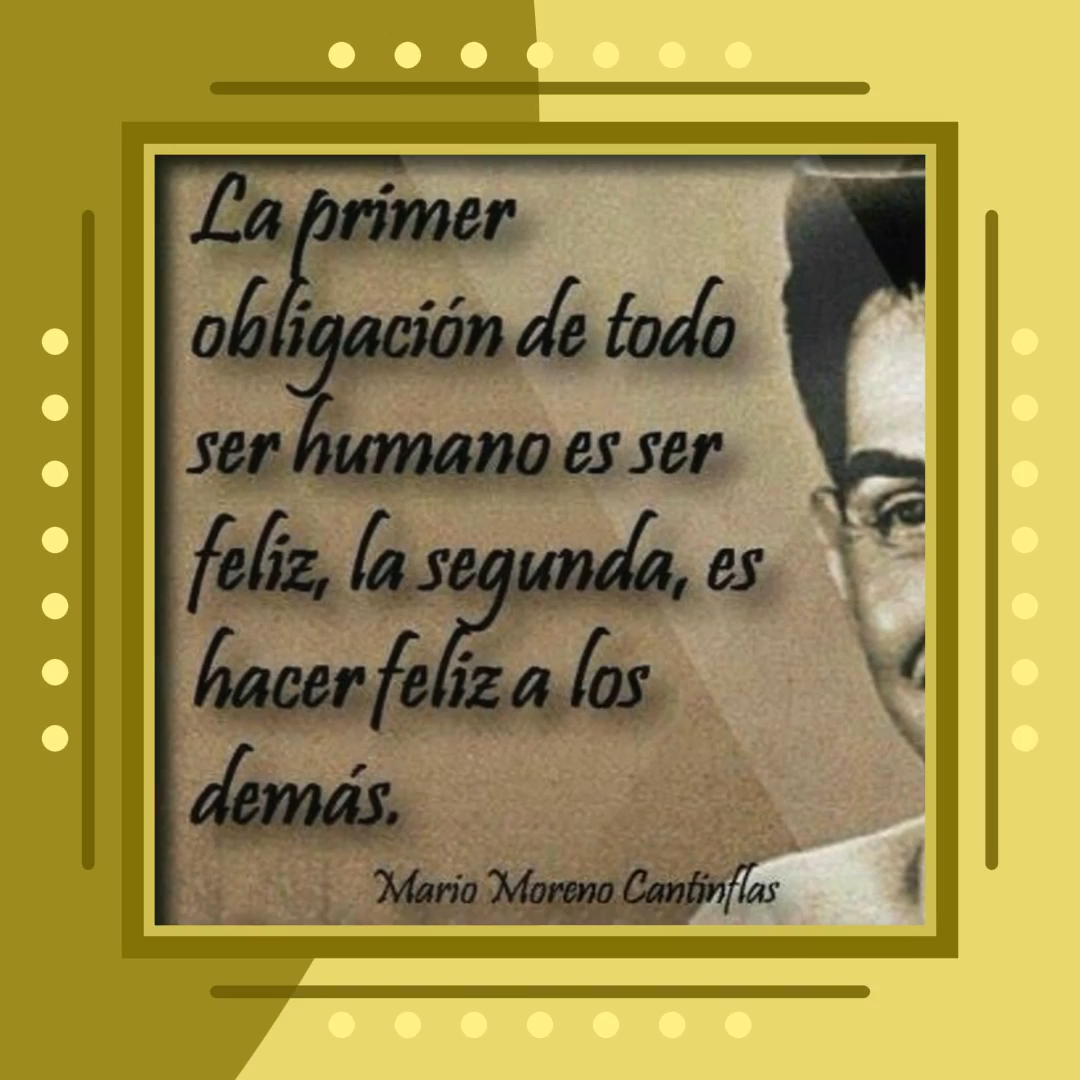 La primer
obligación de todo
ser humano es ser
feliz, la segunda, es
hacer feliz a los
demás.
Mario Moreno Cantinflas